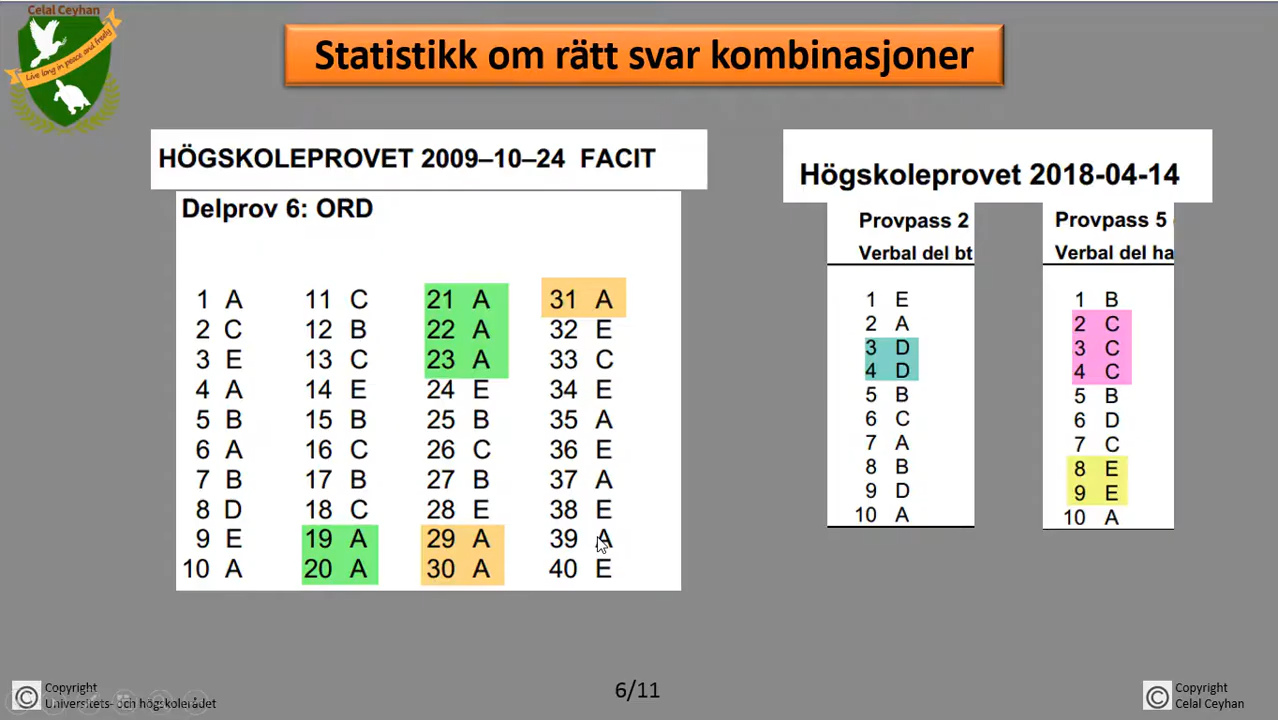 Celal Ceyhan
Live long in peace and freely
Statistikk om rätt svar kombinasjoner
HÖGSKOLEPROVET 2009–10–24 FACIT
Delprov 6: ORD
1 A 11 C 21 A 31 A
2 C 12 B 22 A 32 E
3 E 13 C 23 A 33 C
4 A 14 E 24 E 34 E
5 B 15 B 25 B 35 A
6 A 16 C 26 C 36 E
7 B 17 B 27 B 37 A
8 D 18 C 28 E 38 E
9 E 19 A 29 A 39 A
10 A 20 A 30 A 40 E
Högskoleprovet 2018-04-14
Provpass 2
Verbal del bt
1 E
2 A
3 D
4 D
5 B
6 C
7 A
8 B
9 D
10 A
Provpass 5
Verbal del ha
1 B
2 C
3 C
4 C
5 B
6 D
7 C
8 E
9 E
10 A
© Copyright
Universitets- och högskolerådet
6/11
© Copyright
Celal Ceyhan